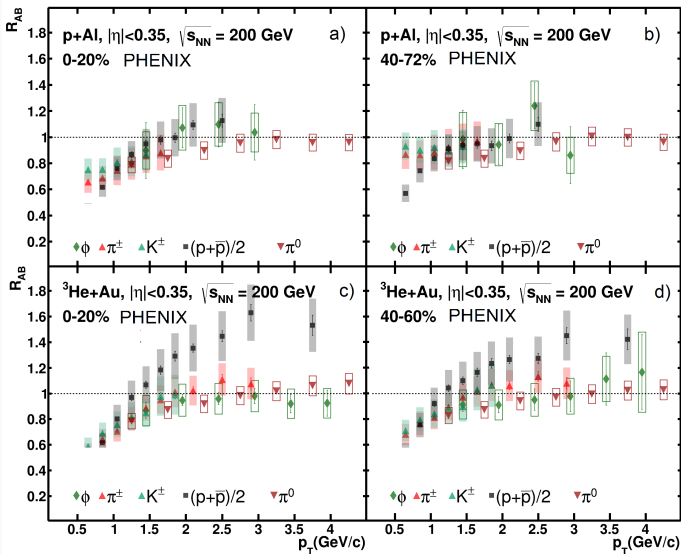 R_AB
p+Al, |η|<0.35, √s_NN = 200 GeV a)
0-20% PHENIX
1.8
1.6
1.4
1.2
1
0.8
0.6
0.4
0.2
ϕ π± K± (p+p̅)/2 π⁰
p+Al, |η|<0.35, √s_NN = 200 GeV b)
40-72% PHENIX
ϕ π± K± (p+p̅)/2 π⁰
R_AB
³He+Au, |η|<0.35, √s_NN = 200 GeV c)
0-20% PHENIX
1.8
1.6
1.4
1.2
1
0.8
0.6
0.4
0.2
ϕ π± K± (p+p̅)/2 π⁰
0.5 1 1.5 2 2.5 3 3.5 4
p_T(GeV/c)
³He+Au, |η|<0.35, √s_NN = 200 GeV d)
40-60% PHENIX
ϕ π± K± (p+p̅)/2 π⁰
0.5 1 1.5 2 2.5 3 3.5 4
p_T(GeV/c)